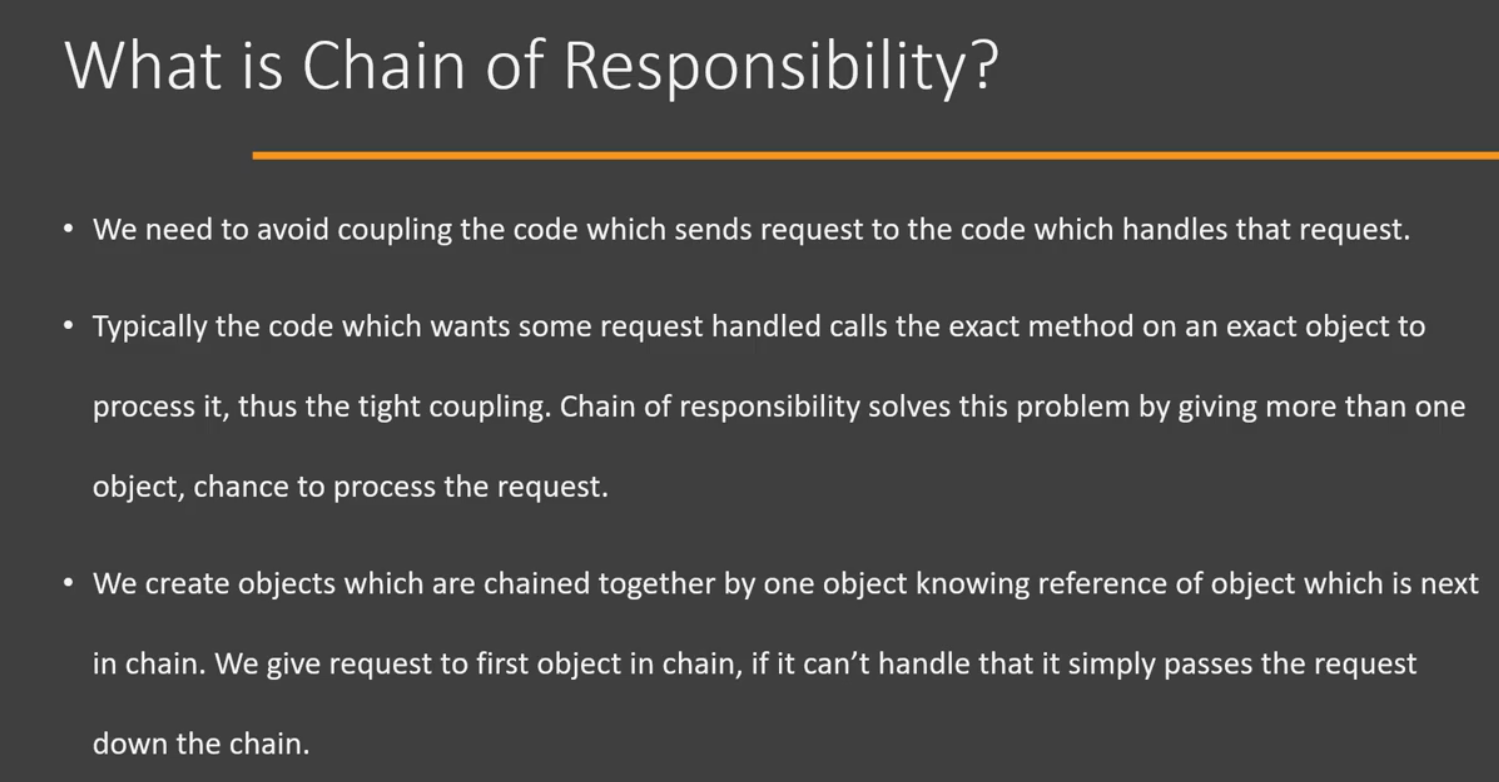 What is Chain of Responsibility?
• We need to avoid coupling the code which sends request to the code which handles that request.
• Typically the code which wants some request handled calls the exact method on an exact object to
process it, thus the tight coupling. Chain of responsibility solves this problem by giving more than one
object, chance to process the request.
• We create objects which are chained together by one object knowing reference of object which is next
in chain. We give request to first object in chain, if it can’t handle that it simply passes the request
down the chain.